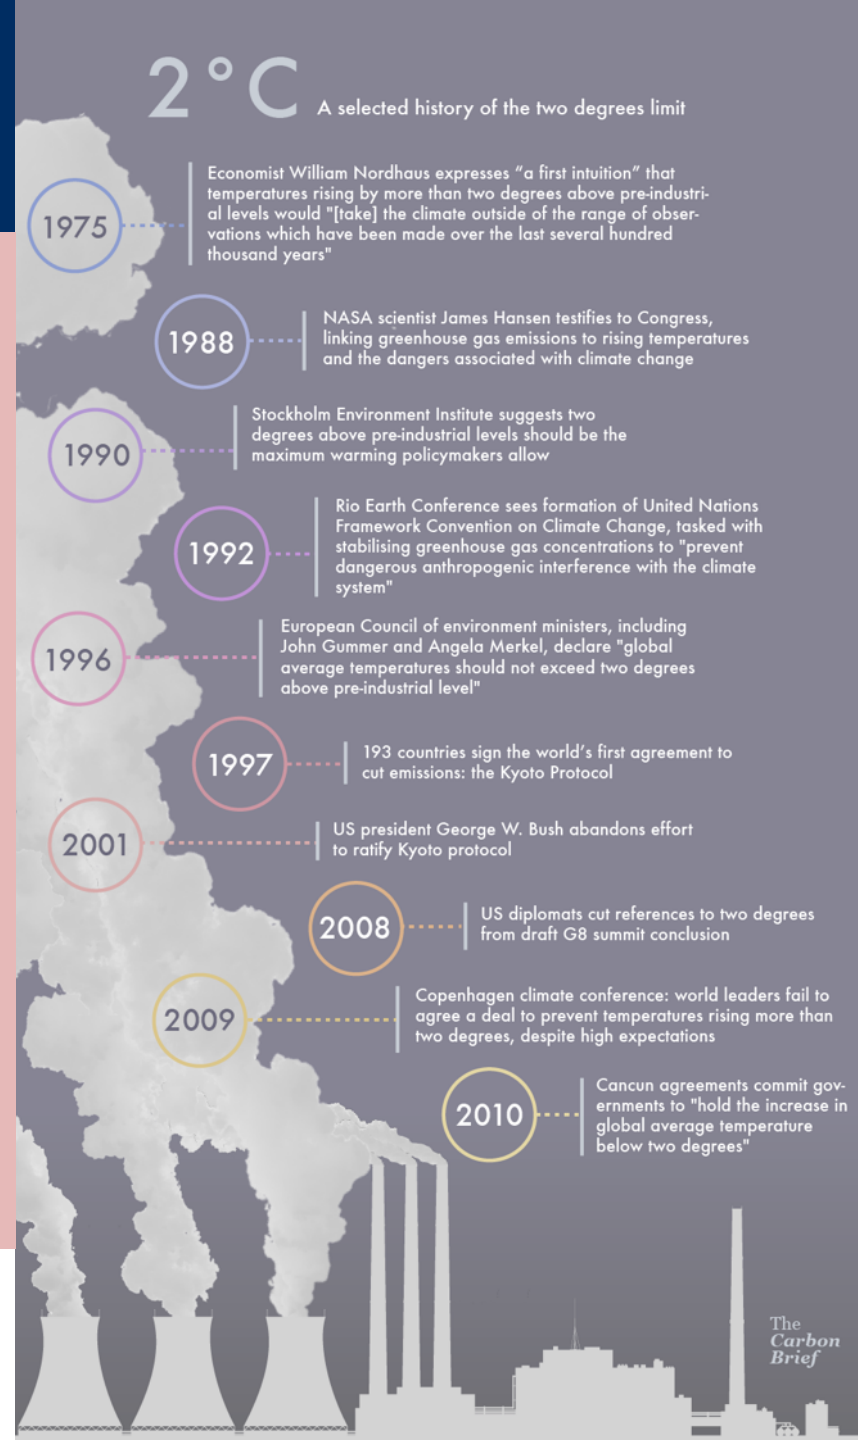 2°C
A selected history of the two degrees limit
1975
Economist William Nordhaus expresses “a first intuition” that
temperatures rising by more than two degrees above pre-industri-
al levels would "[take] the climate outside of the range of obser-
vations which have been made over the last several hundred
thousand years"
1988
NASA scientist James Hansen testifies to Congress,
linking greenhouse gas emissions to rising temperatures
and the dangers associated with climate change
1990
Stockholm Environment Institute suggests two
degrees above pre-industrial levels should be the
maximum warming policymakers allow
1992
Rio Earth Conference sees formation of United Nations
Framework Convention on Climate Change, tasked with
stabilising greenhouse gas concentrations to "prevent
dangerous anthropogenic interference with the climate
system"
1996
European Council of environment ministers, including
John Gummer and Angela Merkel, declare "global
average temperatures should not exceed two degrees
above pre-industrial level"
1997
193 countries sign the world’s first agreement to
cut emissions: the Kyoto Protocol
2001
US president George W. Bush abandons effort
to ratify Kyoto protocol
2008
US diplomats cut references to two degrees
from draft G8 summit conclusion
2009
Copenhagen climate conference: world leaders fail to
agree a deal to prevent temperatures rising more than
two degrees, despite high expectations
2010
Cancun agreements commit gov-
ernments to "hold the increase in
global average temperature
below two degrees"
The
Carbon
Brief